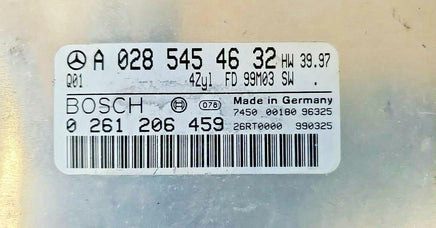 A 028 545 46 32 HW 39.97
Q01 4Zyl FD 99M03 SW .
BOSCH 078 Made in Germany
7450 00180 96325
0 261 206 459 26RT0000 990325